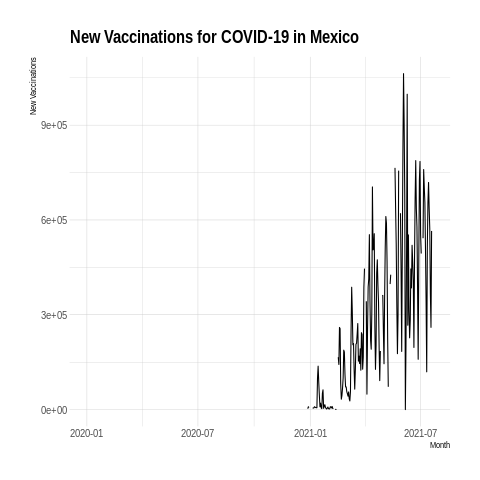 New Vaccinations for COVID-19 in Mexico
New Vaccinations
9e+05
6e+05
3e+05
0e+00
2020-01
2020-07
2021-01
2021-07
Month